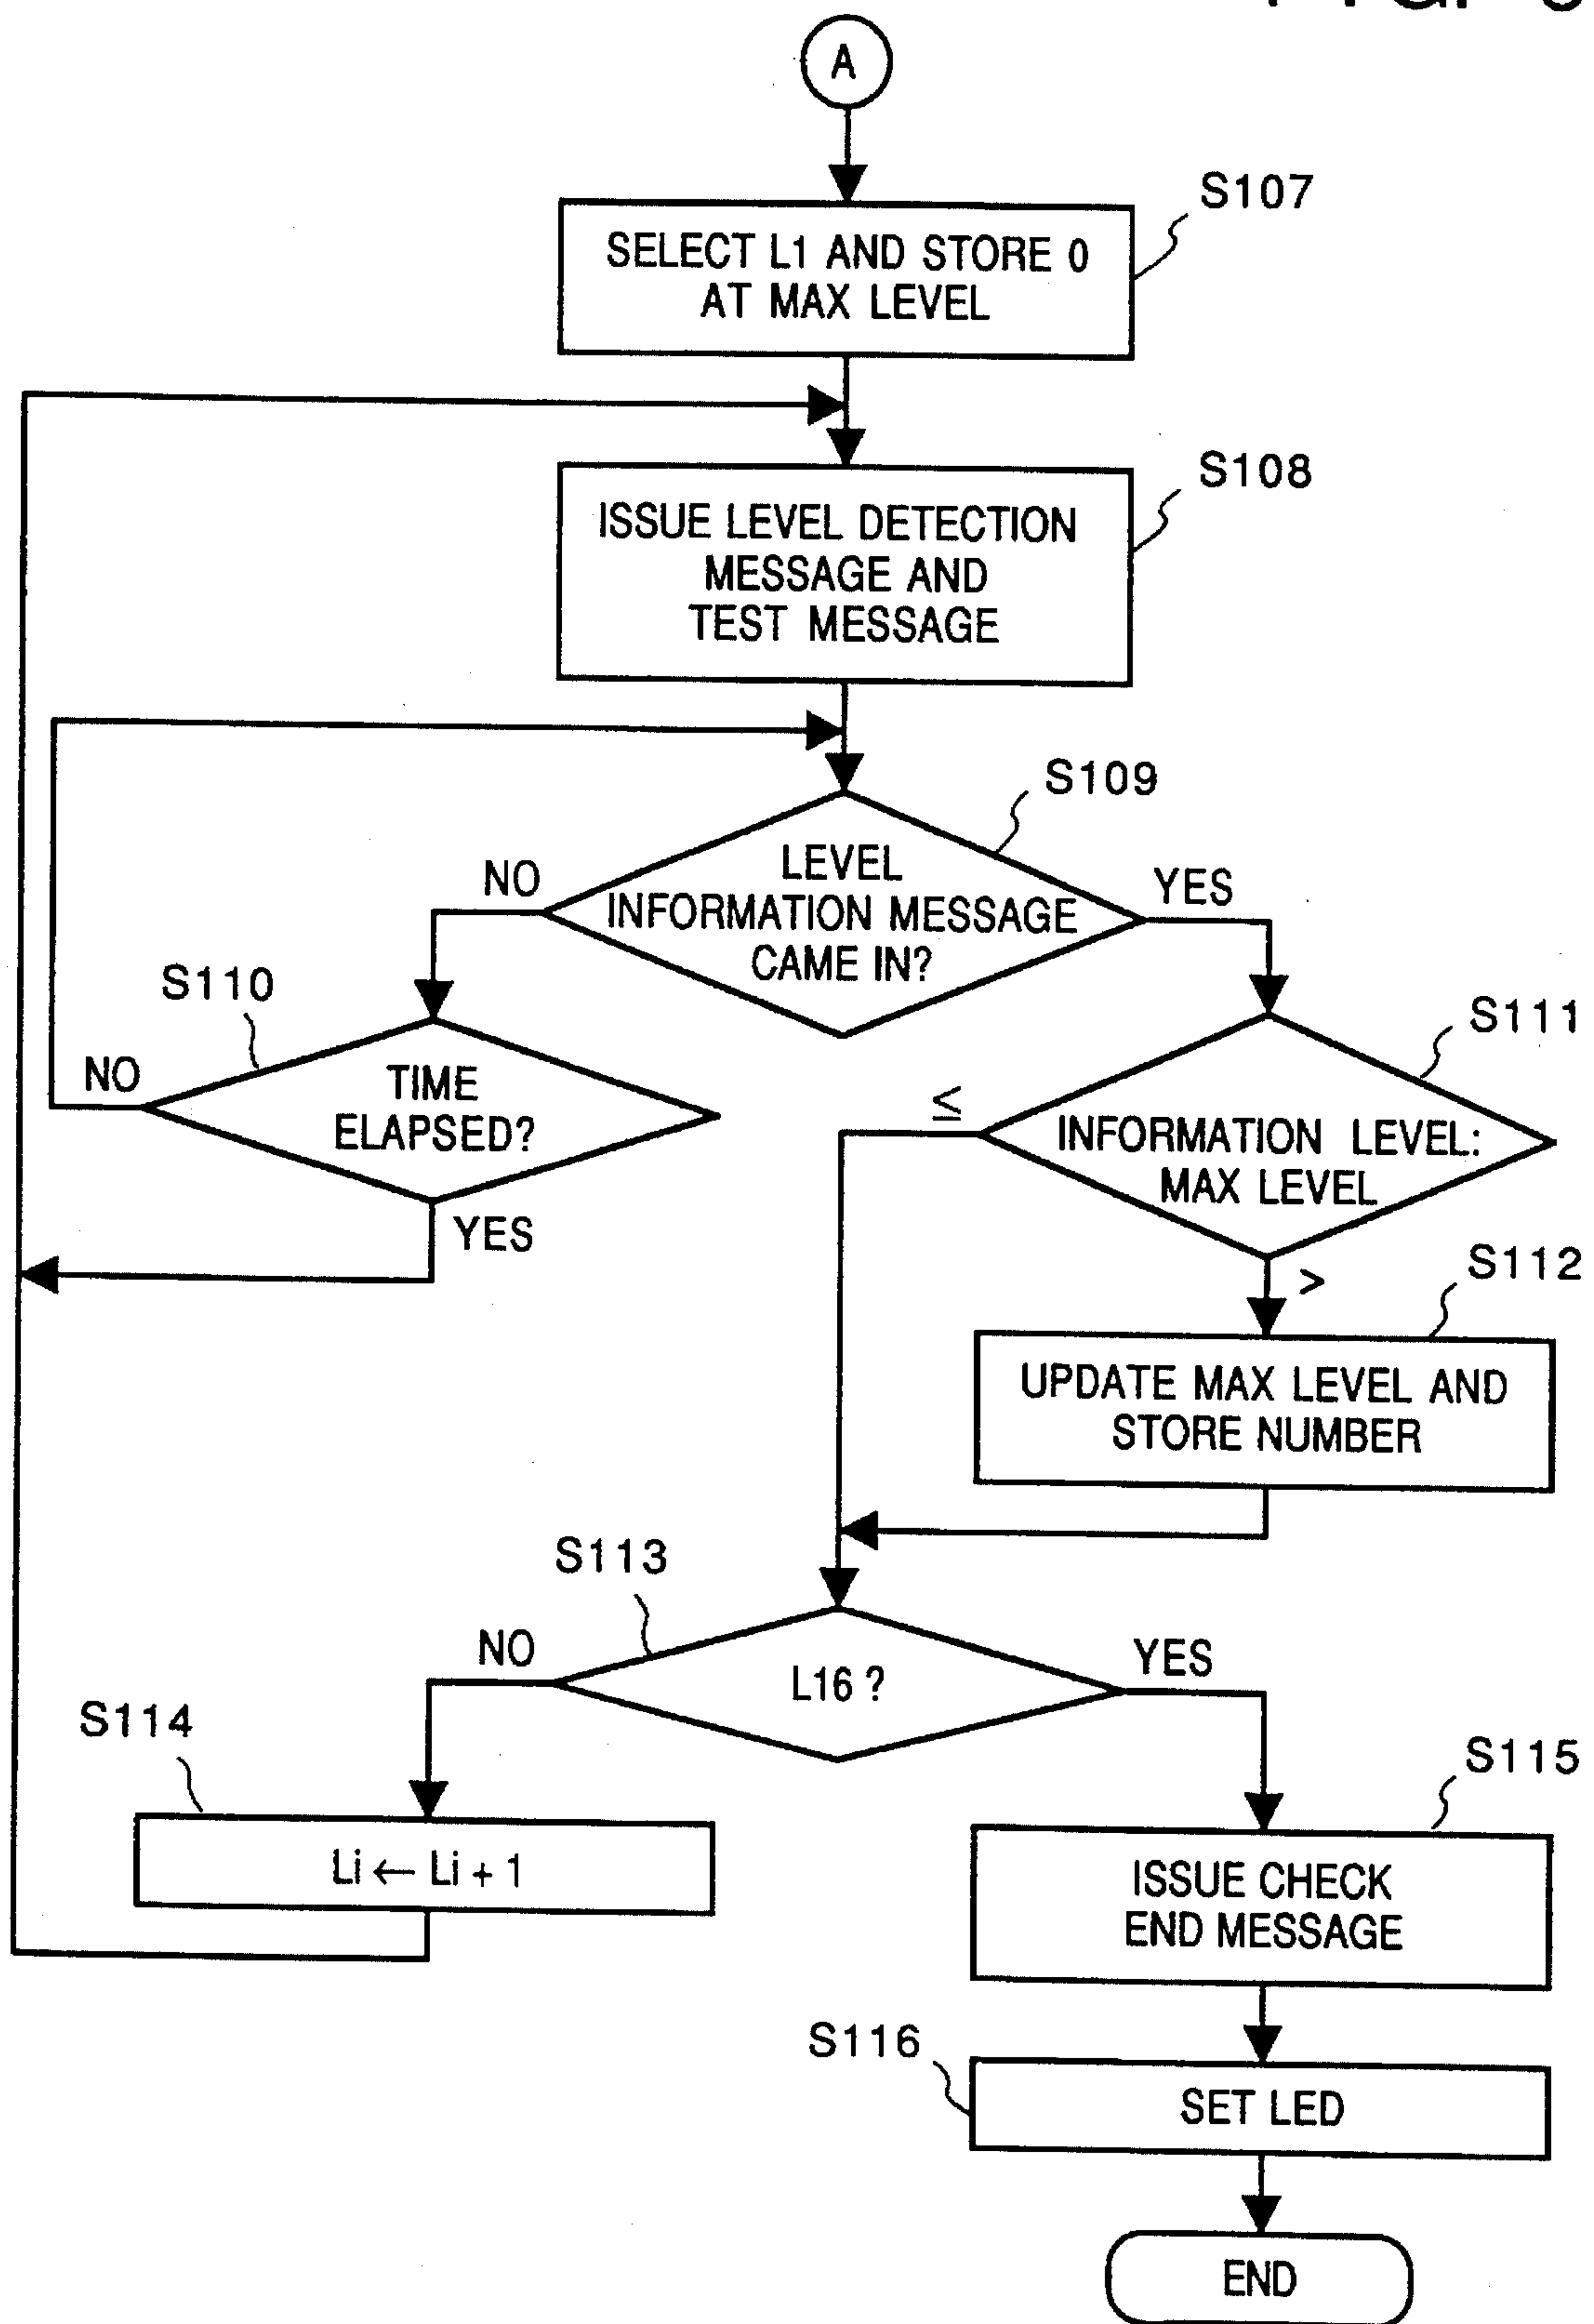 A
S107
SELECT L1 AND STORE 0
AT MAX LEVEL
S108
ISSUE LEVEL DETECTION
MESSAGE AND
TEST MESSAGE
S109
NO
LEVEL
INFORMATION MESSAGE
CAME IN?
YES
S110
S111
NO
TIME
ELAPSED?
YES
≤
INFORMATION LEVEL:
MAX LEVEL
>
S112
UPDATE MAX LEVEL AND
STORE NUMBER
S113
NO
L16 ?
YES
S114
Li ← Li + 1
S115
ISSUE CHECK
END MESSAGE
S116
SET LED
END